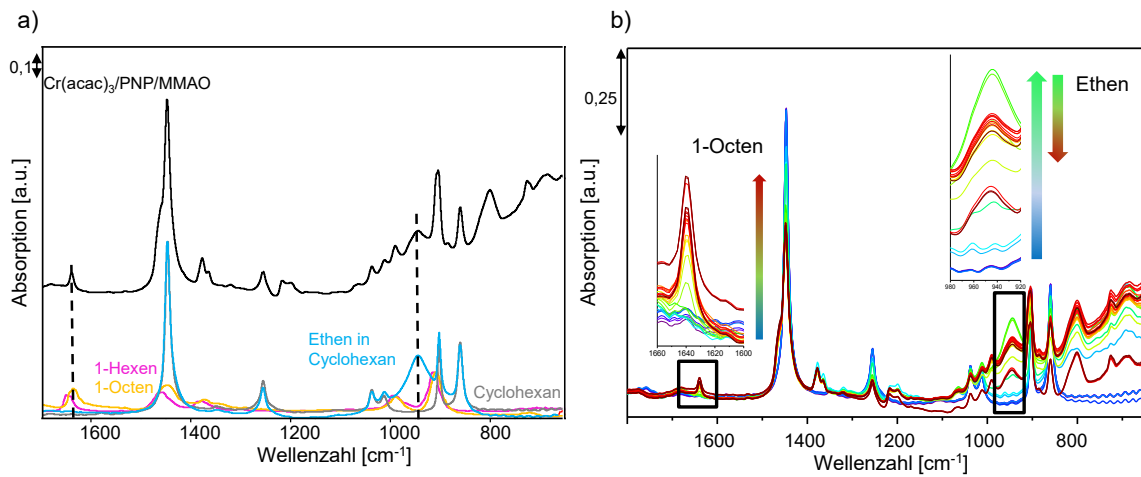 a)
0,1
Cr(acac)3/PNP/MMAO
Absorption [a.u.]
1-Hexen
1-Octen
Ethen in
Cyclohexan
Cyclohexan
1600 1400 1200 1000 800
Wellenzahl [cm-1]
b)
0,25
Absorption [a.u.]
1-Octen
1660 1640 1620 1600
Ethen
980 960 940 920
1600 1400 1200 1000 800
Wellenzahl [cm-1]